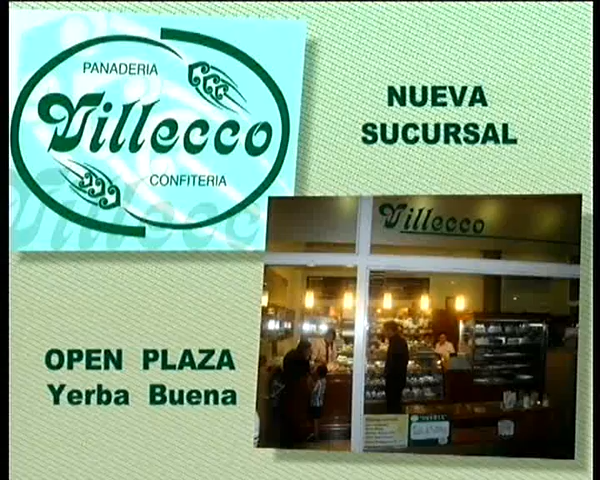 PANADERIA
Villecco
CONFITERIA
NUEVA
SUCURSAL
Villecco
OPEN PLAZA
Yerba Buena